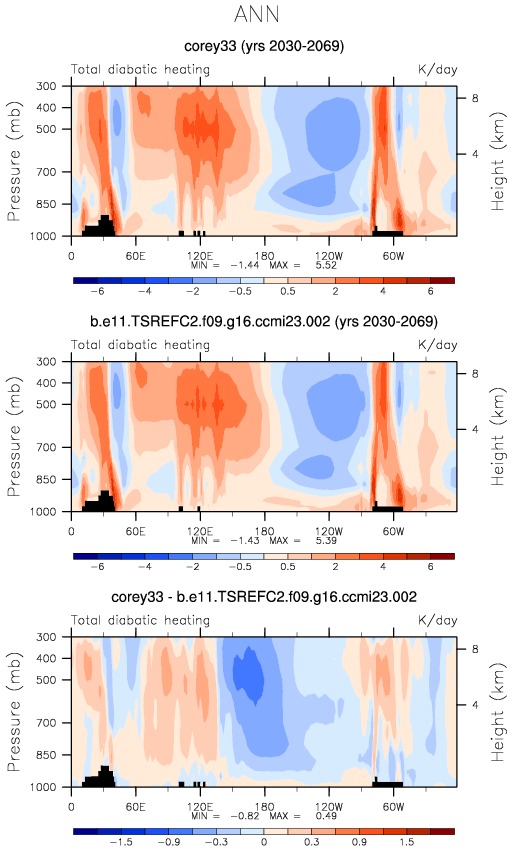 ANN
corey33 (yrs 2030-2069)
Total diabatic heating K/day
300
500
700
850
1000
Pressure (mb)
8
4
Height (km)
0 60E 120E 180 120W 60W
MIN = -1.44 MAX = 5.52
-6 -4 -2 -1 -0.5 0.5 1 2 4 6
b.e11.TSREFC2.f09.g16.ccmi23.002 (yrs 2030-2069)
Total diabatic heating K/day
300
500
700
850
1000
Pressure (mb)
8
4
Height (km)
0 60E 120E 180 120W 60W
MIN = -1.43 MAX = 5.39
-6 -4 -2 -1 -0.5 0.5 1 2 4 6
corey33 - b.e11.TSREFC2.f09.g16.ccmi23.002
Total diabatic heating K/day
300
500
700
850
1000
Pressure (mb)
8
4
Height (km)
0 60E 120E 180 120W 60W
MIN = -0.82 MAX = 0.49
-1.5 -0.9 -0.3 0 0.3 0.9 1.5